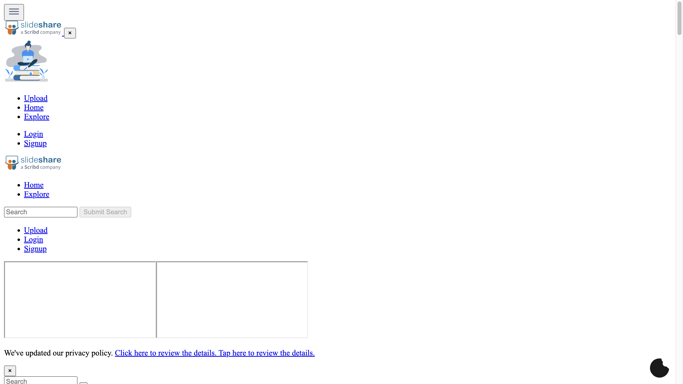 slideshare
a Scribd company
×
Upload
Home
Explore
Login
Signup
slideshare
a Scribd company
Home
Explore
Search
Submit Search
Upload
Login
Signup
We've updated our privacy policy. Click here to review the details. Tap here to review the details.
×
Search